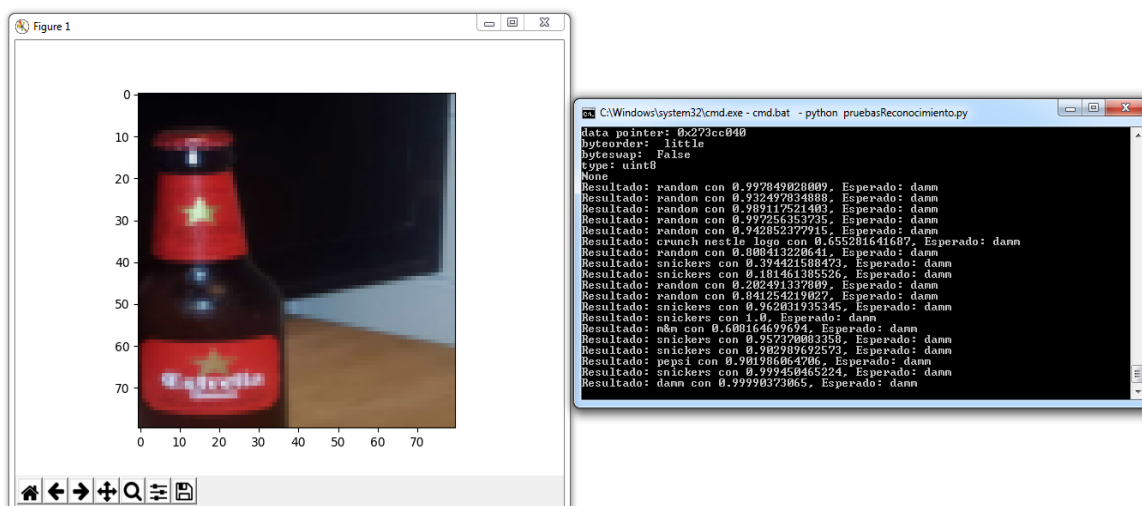 Figure 1
0
10
20
30
40
50
60
70
Estrella
0 10 20 30 40 50 60 70
C:\Windows\system32\cmd.exe - cmd.bat - python pruebasReconocimiento.py
data pointer: 0x273cc040
byteorder: little
byteswap: False
type: uint8
None
Resultado: random con 0.997849028009, Esperado: damm
Resultado: random con 0.932497834888, Esperado: damm
Resultado: random con 0.989117521403, Esperado: damm
Resultado: random con 0.997256353735, Esperado: damm
Resultado: random con 0.942852377915, Esperado: damm
Resultado: crunch nestle logo con 0.655281641687, Esperado: damm
Resultado: random con 0.808413220641, Esperado: damm
Resultado: snickers con 0.394421588473, Esperado: damm
Resultado: snickers con 0.181461385526, Esperado: damm
Resultado: random con 0.202491337809, Esperado: damm
Resultado: random con 0.841254219027, Esperado: damm
Resultado: snickers con 0.962031935345, Esperado: damm
Resultado: snickers con 1.0, Esperado: damm
Resultado: m&m con 0.608164699694, Esperado: damm
Resultado: snickers con 0.957370083358, Esperado: damm
Resultado: snickers con 0.902989692573, Esperado: damm
Resultado: pepsi con 0.901986064706, Esperado: damm
Resultado: snickers con 0.999450465224, Esperado: damm
Resultado: damm con 0.99990373065, Esperado: damm